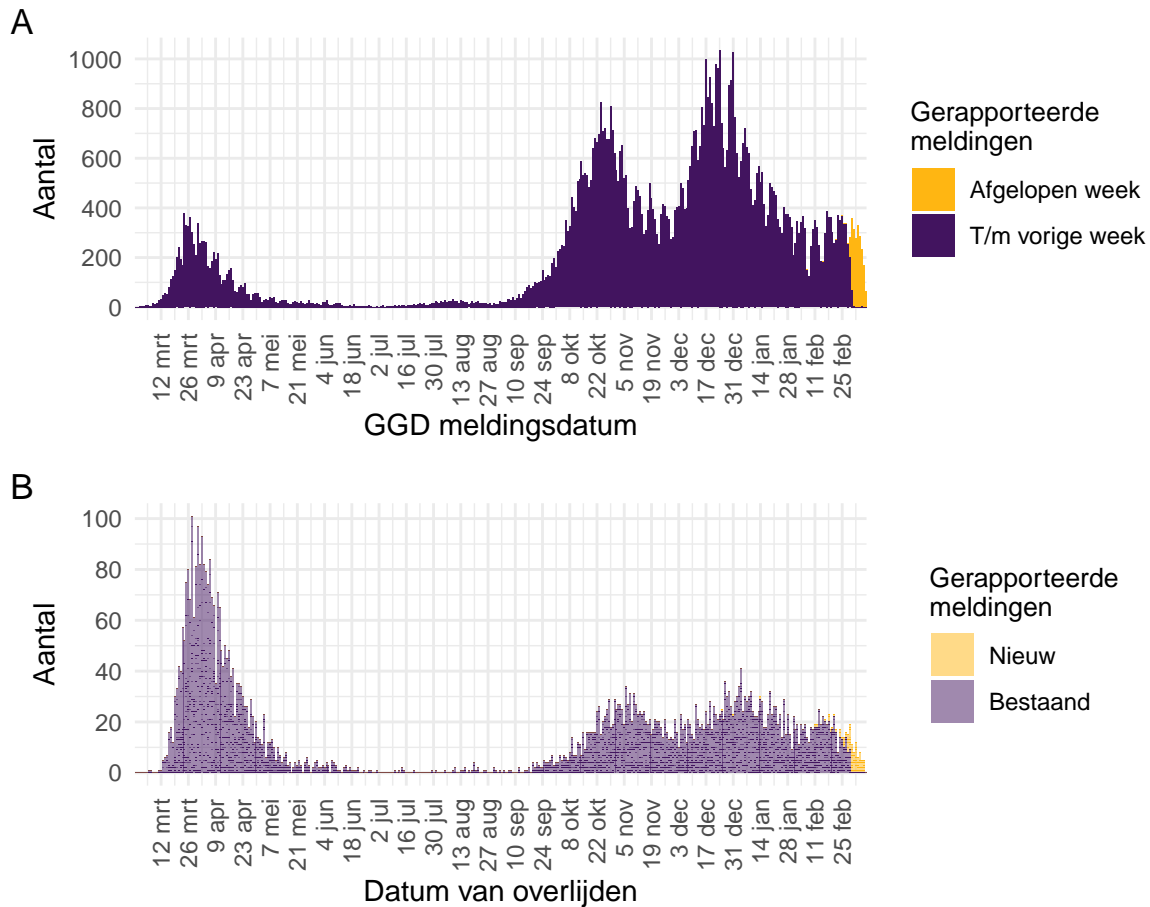 A
Aantal
1000
800
600
400
200
0
12 mrt
26 mrt
9 apr
23 apr
7 mei
21 mei
4 jun
18 jun
2 jul
16 jul
30 jul
13 aug
27 aug
10 sep
24 sep
8 okt
22 okt
5 nov
19 nov
3 dec
17 dec
31 dec
14 jan
28 jan
11 feb
25 feb
GGD meldingsdatum
Gerapporteerde
meldingen
Afgelopen week
T/m vorige week
B
Aantal
100
80
60
40
20
0
12 mrt
26 mrt
9 apr
23 apr
7 mei
21 mei
4 jun
18 jun
2 jul
16 jul
30 jul
13 aug
27 aug
10 sep
24 sep
8 okt
22 okt
5 nov
19 nov
3 dec
17 dec
31 dec
14 jan
28 jan
11 feb
25 feb
Datum van overlijden
Gerapporteerde
meldingen
Nieuw
Bestaand